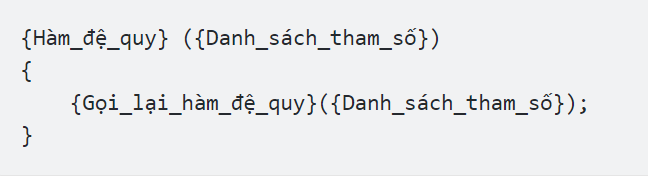 {Hàm_đệ_quy} ({Danh_sách_tham_số})
{
    {Gọi_lại_hàm_đệ_quy}({Danh_sách_tham_số});
}